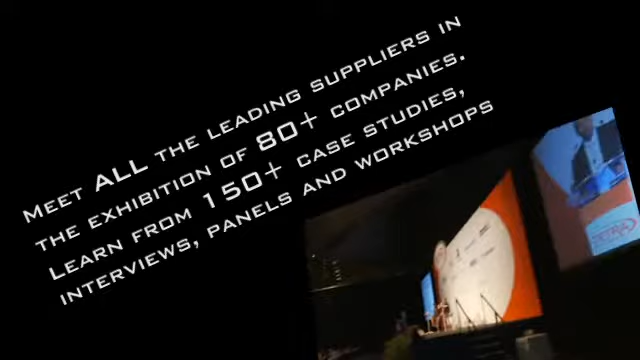 Meet ALL the leading suppliers in
the exhibition of 80+ companies.
Learn from 150+ case studies,
interviews, panels and workshops
TETRA